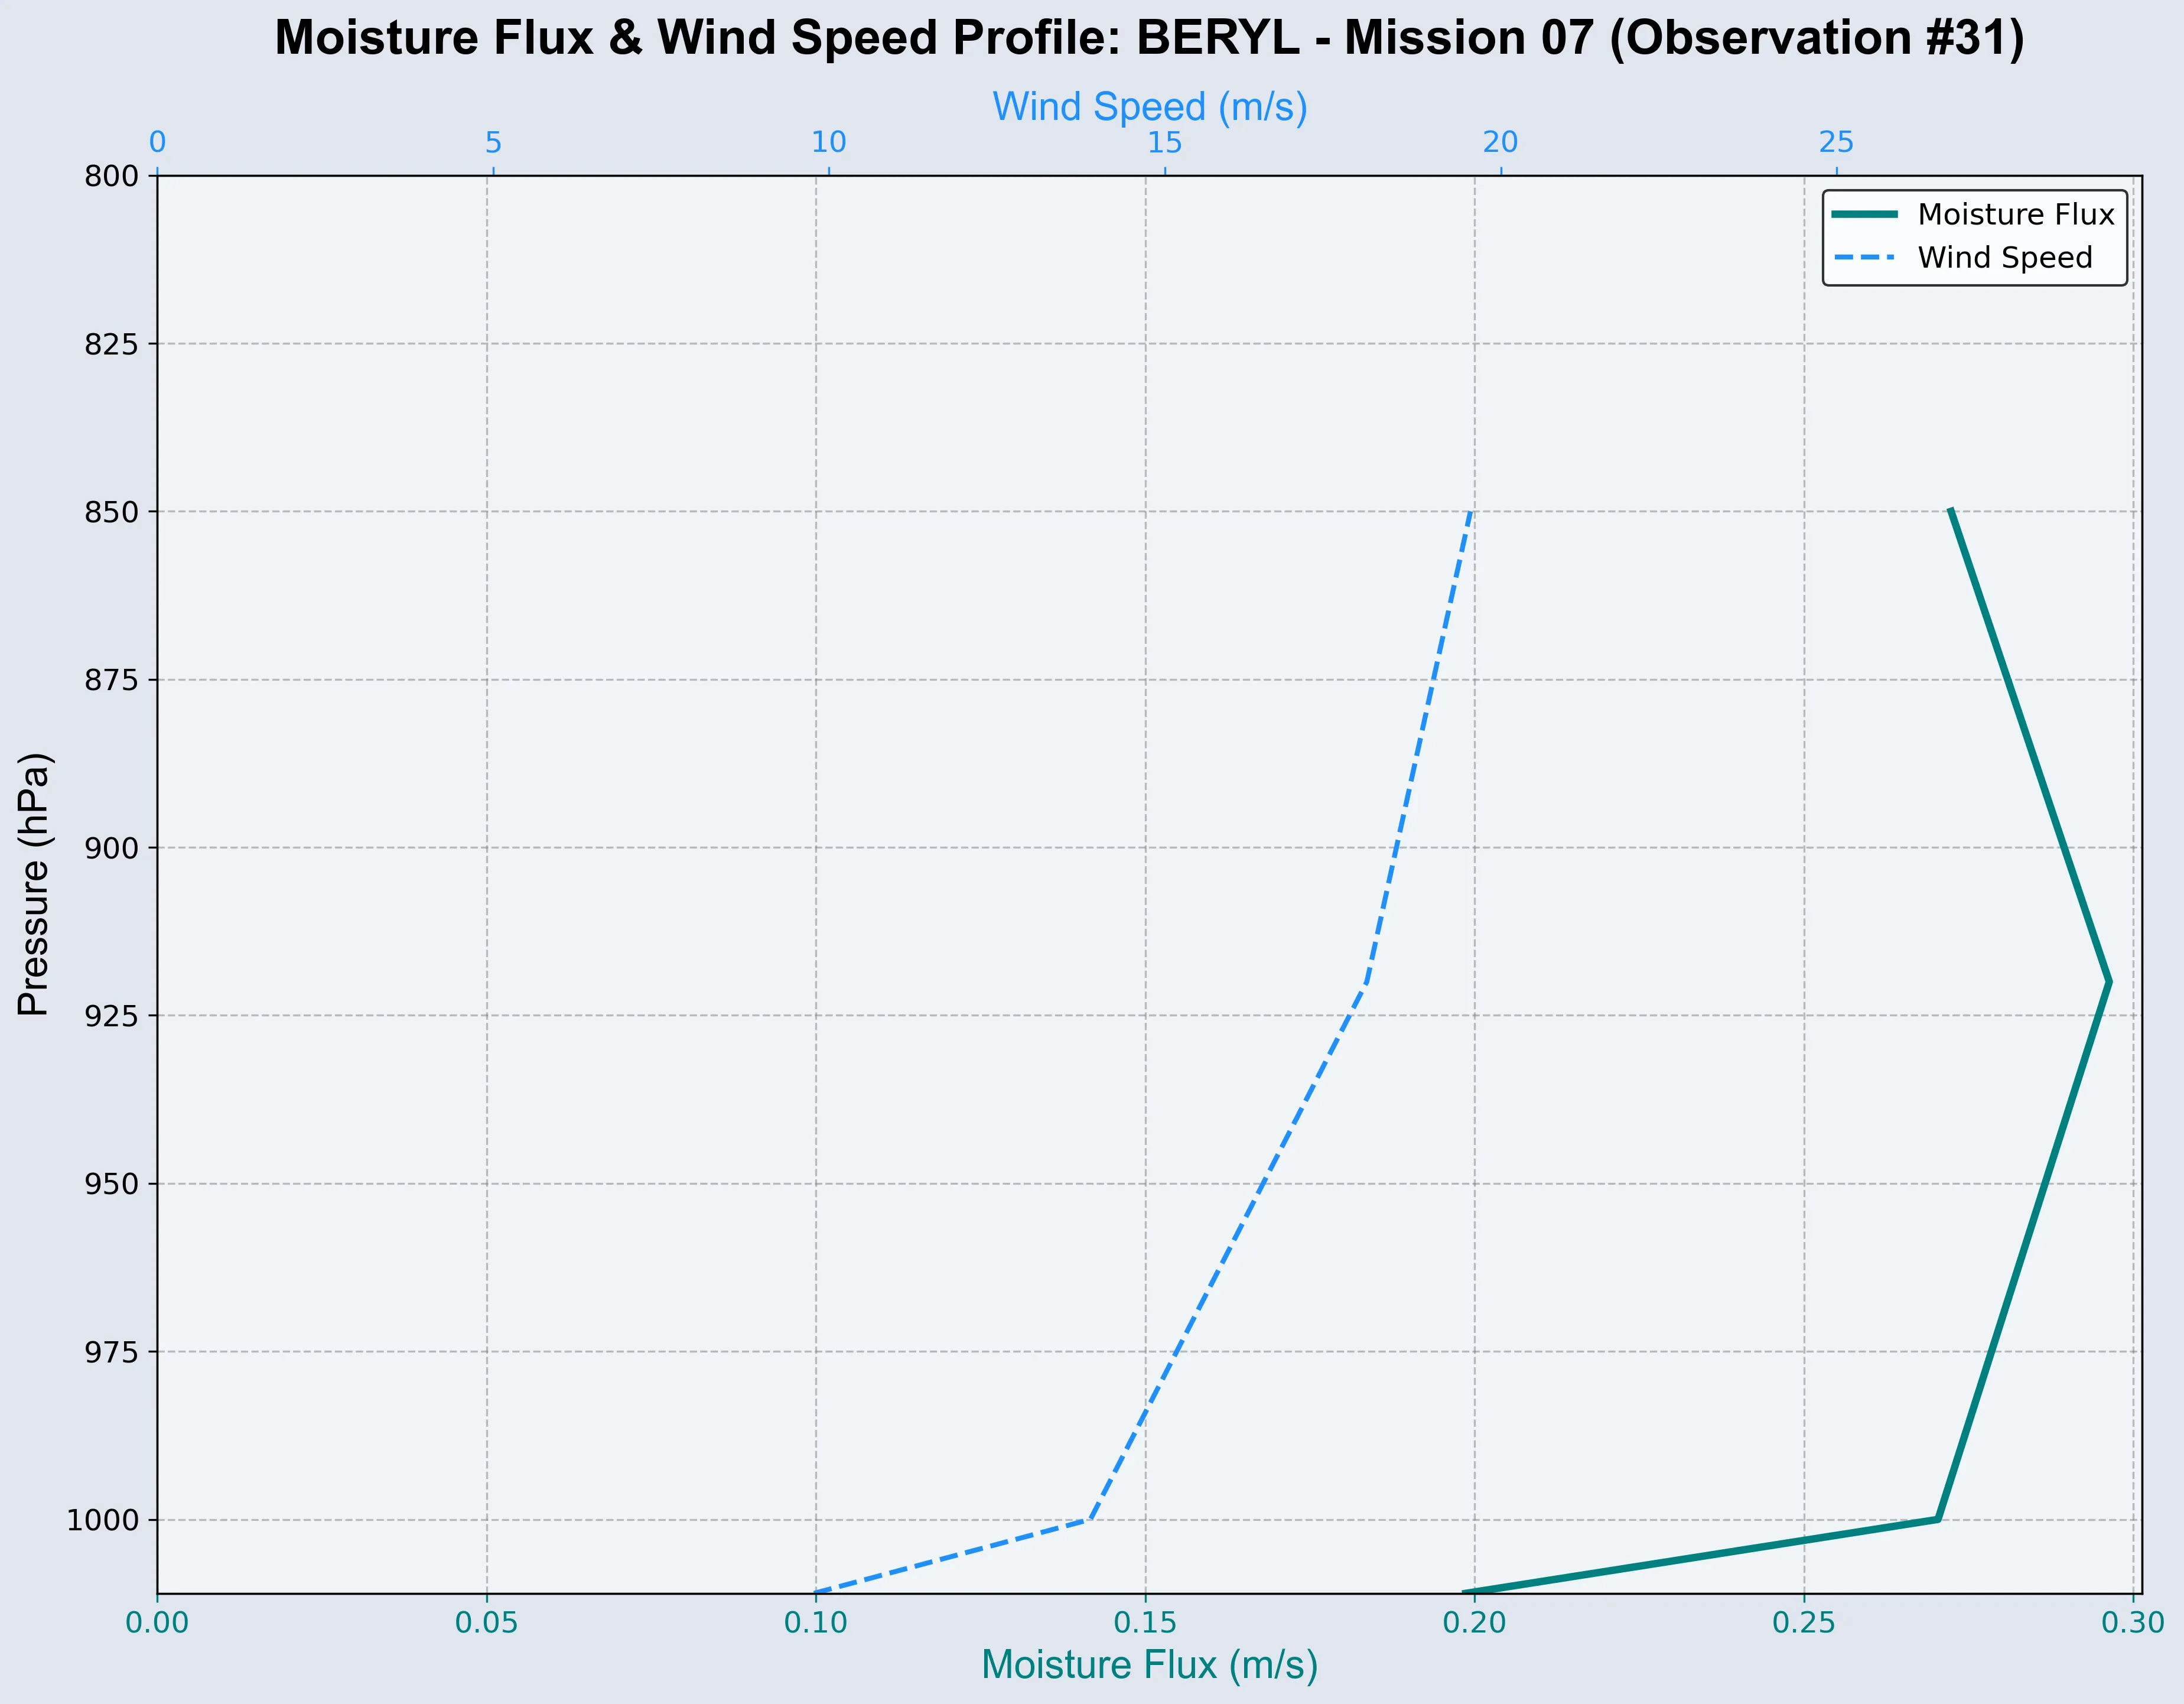 Moisture Flux & Wind Speed Profile: BERYL - Mission 07 (Observation #31)
Wind Speed (m/s)
0 5 10 15 20 25
Moisture Flux
Wind Speed
Pressure (hPa)
800
825
850
875
900
925
950
975
1000
0.00 0.05 0.10 0.15 0.20 0.25 0.30
Moisture Flux (m/s)